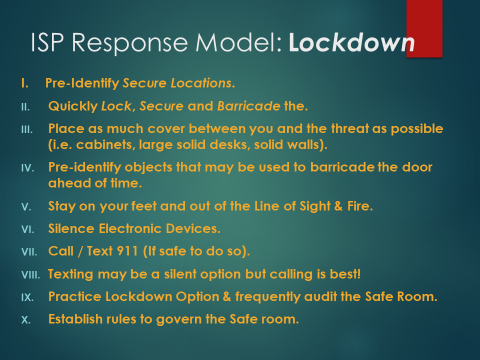 ISP Response Model: Lockdown
I. Pre-Identify Secure Locations.
II. Quickly Lock, Secure and Barricade the.
III. Place as much cover between you and the threat as possible
(i.e. cabinets, large solid desks, solid walls).
IV. Pre-identify objects that may be used to barricade the door
ahead of time.
V. Stay on your feet and out of the Line of Sight & Fire.
VI. Silence Electronic Devices.
VII. Call / Text 911 (If safe to do so).
VIII. Texting may be a silent option but calling is best!
IX. Practice Lockdown Option & frequently audit the Safe Room.
X. Establish rules to govern the Safe room.